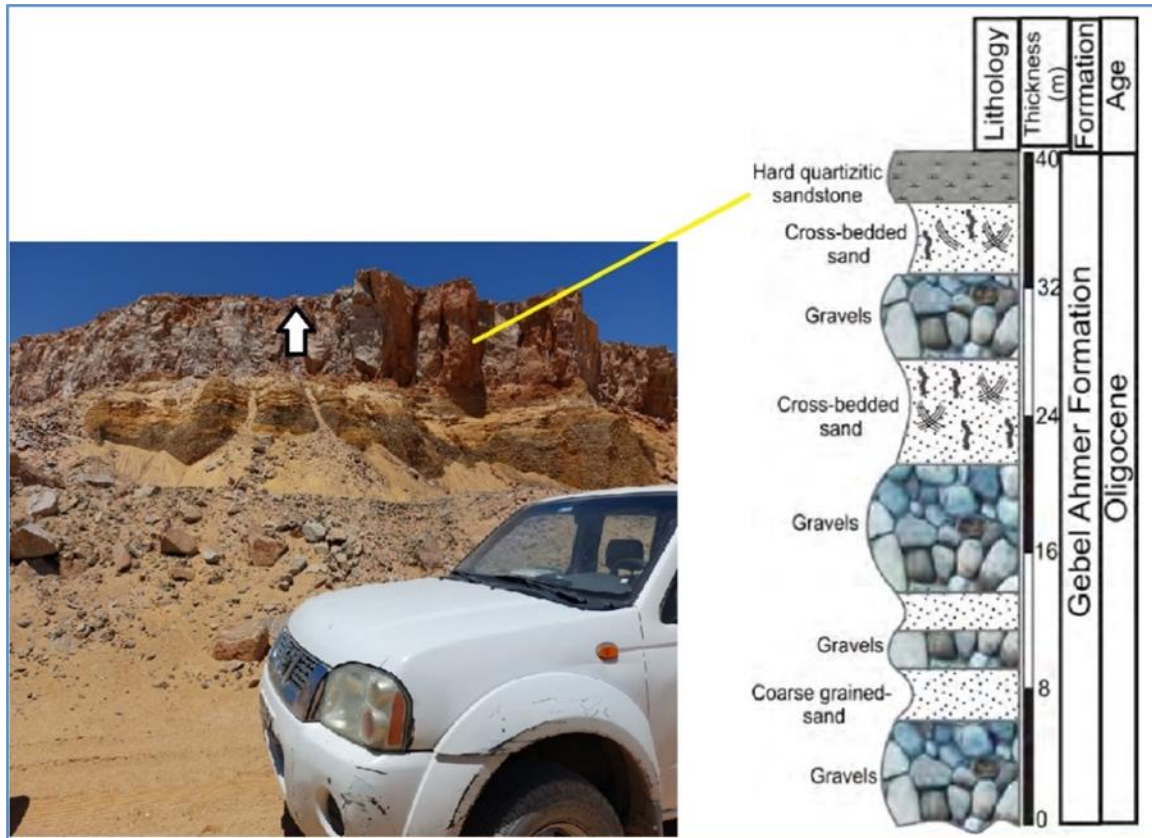 Lithology
Thickness
(m)
Formation
Age
Hard quartizitic
sandstone
Cross-bedded
sand
Gravels
Cross-bedded
sand
Gravels
Gravels
Coarse grained-
sand
Gravels
40
32
24
16
8
0
Gebel Ahmer Formation
Oligocene